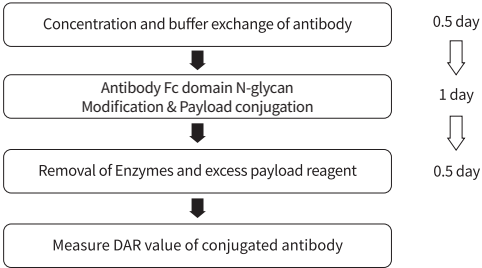 Concentration and buffer exchange of antibody
0.5 day
Antibody Fc domain N-glycan
Modification & Payload conjugation
1 day
Removal of Enzymes and excess payload reagent
0.5 day
Measure DAR value of conjugated antibody